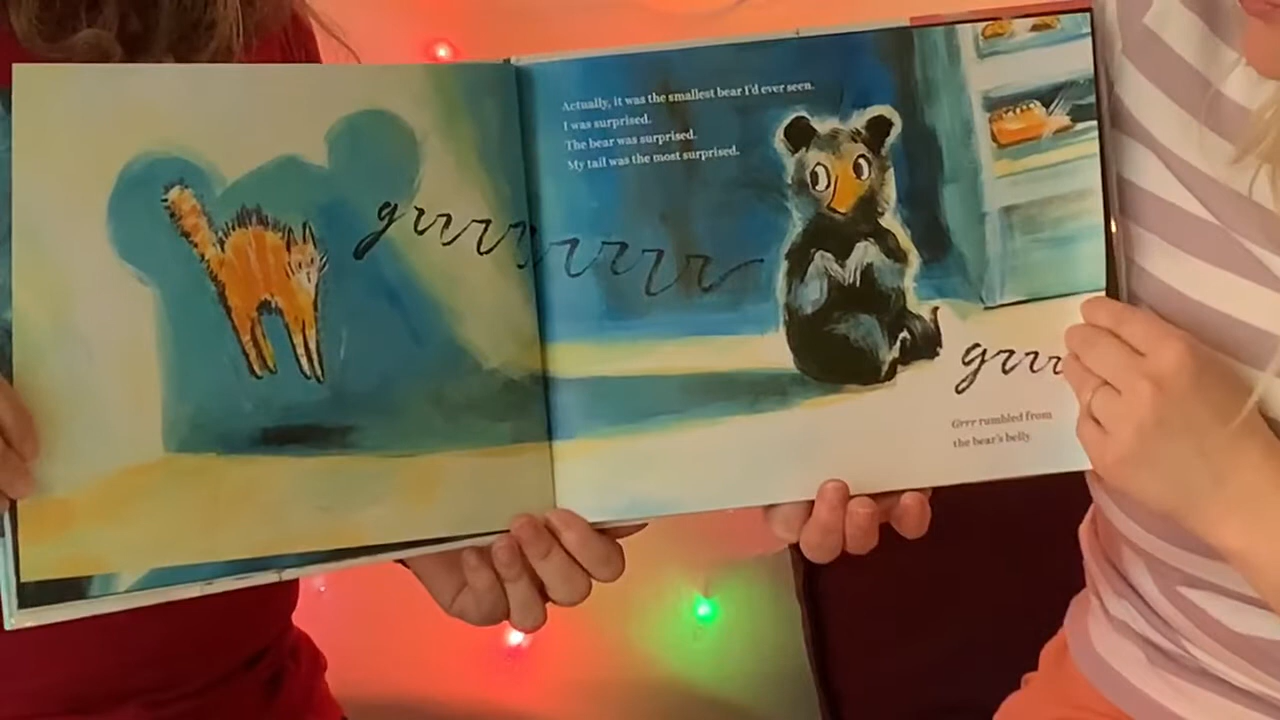 Actually, it was the smallest bear I'd ever seen.
I was surprised.
The bear was surprised.
My tail was the most surprised.
grrrrrrrrr
grrr
Grrr rumbled from
the bear's belly.